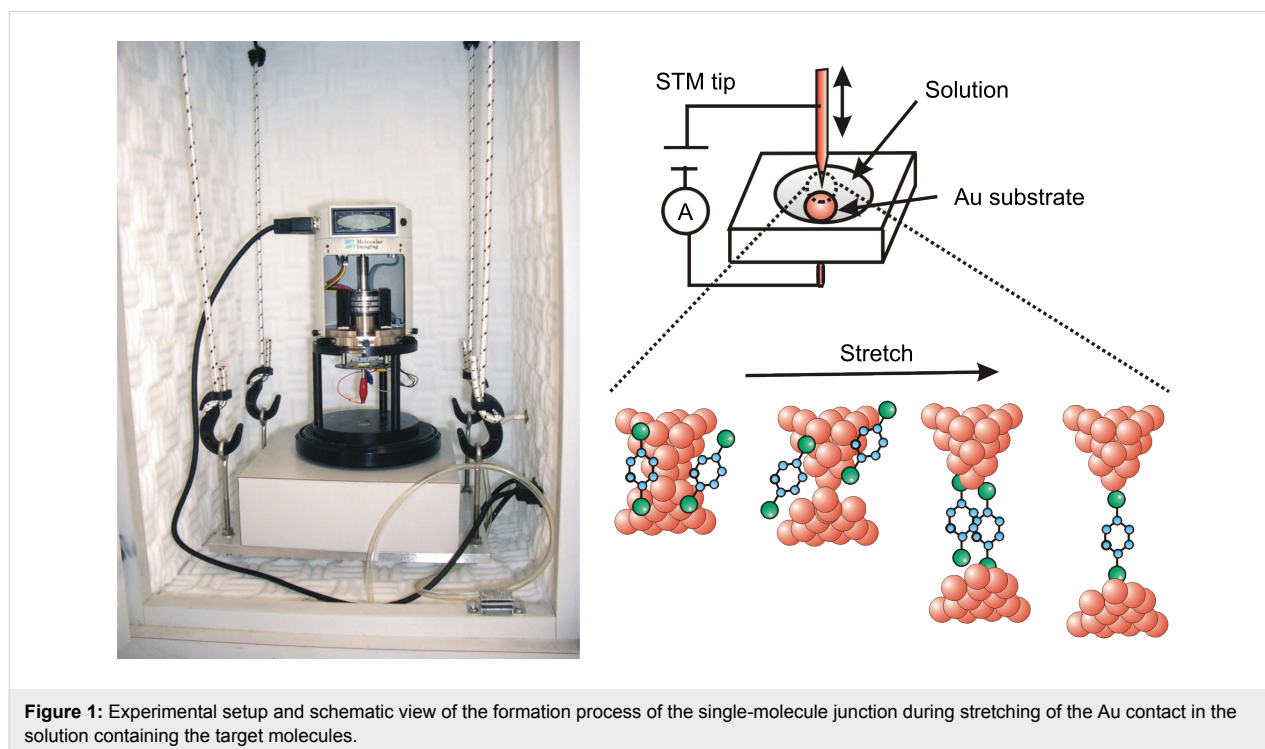 Molecular
Imaging
STM tip
Solution
A
Au substrate
Stretch
Figure 1: Experimental setup and schematic view of the formation process of the single-molecule junction during stretching of the Au contact in the
solution containing the target molecules.